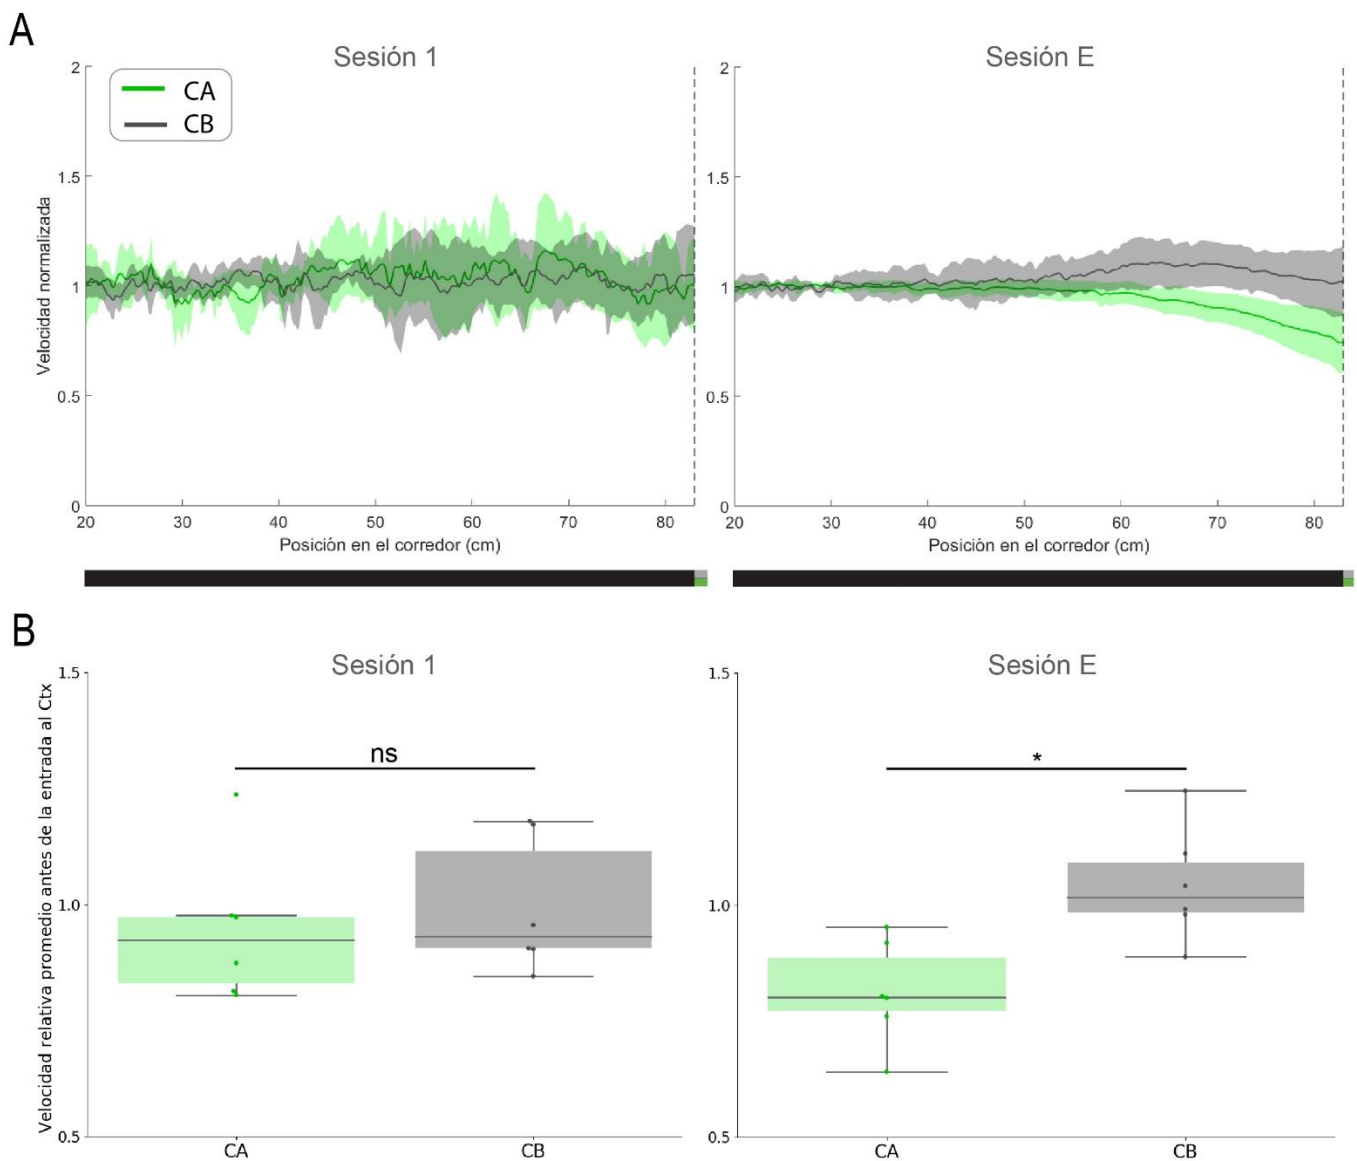 A
Sesión 1
Sesión E
CA
CB
Velocidad normalizada
2
1.5
1
0.5
0
20 30 40 50 60 70 80
Posición en el corredor (cm)
2
1.5
1
0.5
0
20 30 40 50 60 70 80
Posición en el corredor (cm)
B
Sesión 1
Sesión E
Velocidad relativa promedio antes de la entrada al Ctx
1.5
1.0
0.5
ns
CA CB
1.5
1.0
0.5
*
CA CB